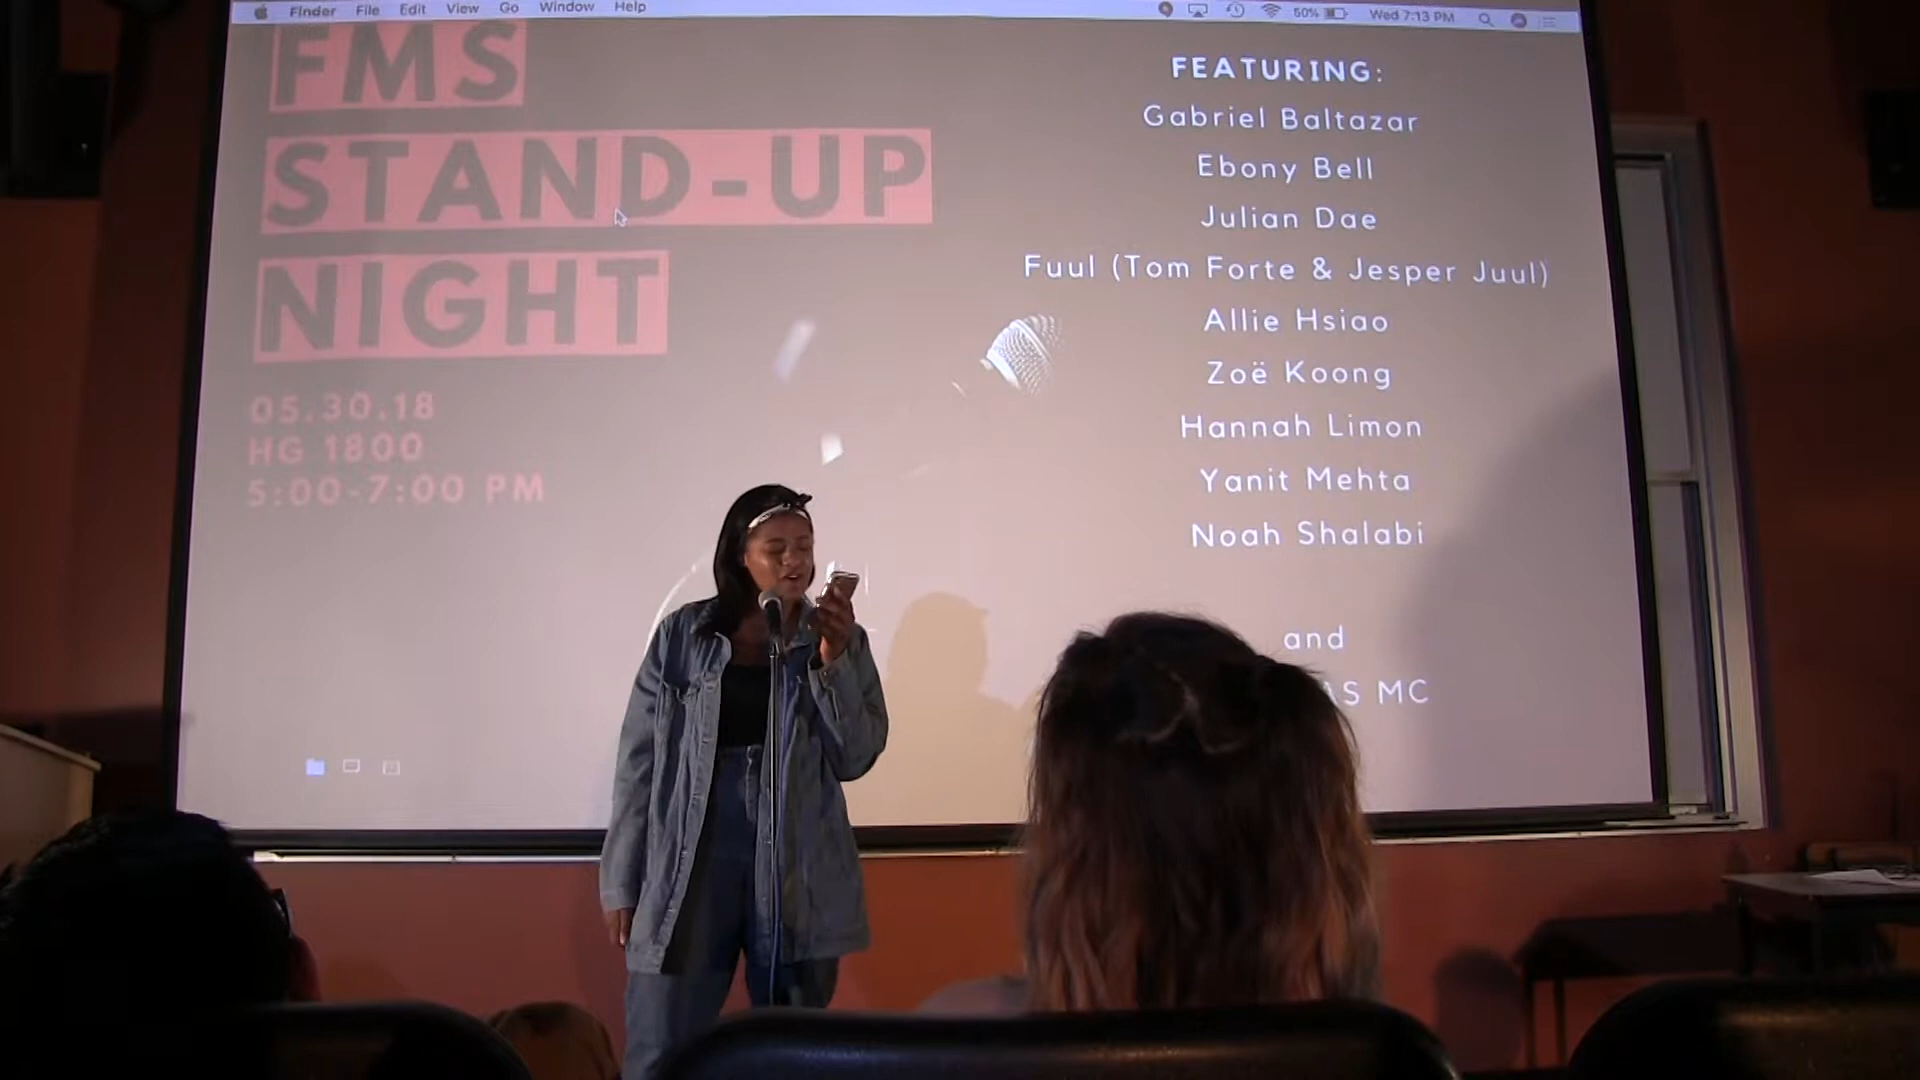 Finder File Edit View Go Window Help 50% Wed 7:13 PM
FMS
STAND-UP
NIGHT
05.30.18
HG 1800
5:00-7:00 PM
FEATURING:
Gabriel Baltazar
Ebony Bell
Julian Dae
Fuul (Tom Forte & Jesper Juul)
Allie Hsiao
Zoë Koong
Hannah Limon
Yanit Mehta
Noah Shalabi
and
AS MC